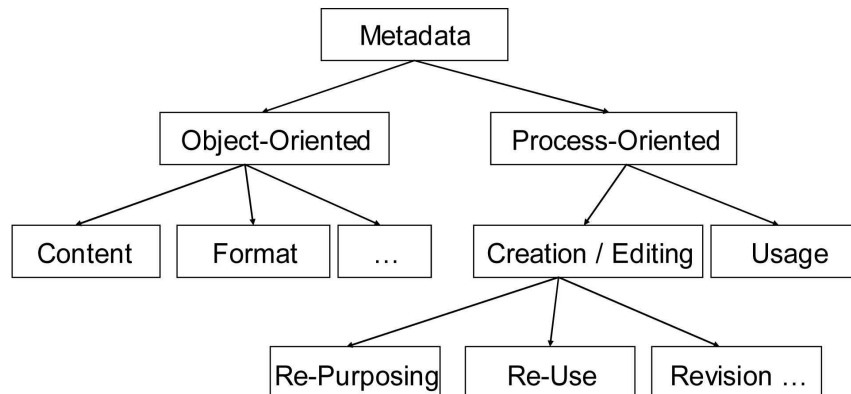 Metadata
Object-Oriented
Process-Oriented
Content
Format
…
Creation / Editing
Usage
Re-Purposing
Re-Use
Revision …